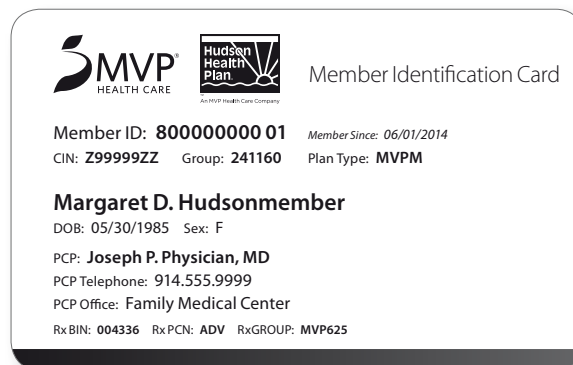 MVP®
HEALTH CARE
Hudson
Health
Plan
An MVP Health Care Company
Member Identification Card
Member ID: 800000000 01 Member Since: 06/01/2014
CIN: Z99999ZZ Group: 241160 Plan Type: MVPM
Margaret D. Hudsonmember
DOB: 05/30/1985 Sex: F
PCP: Joseph P. Physician, MD
PCP Telephone: 914.555.9999
PCP Office: Family Medical Center
Rx BIN: 004336 Rx PCN: ADV RxGROUP: MVP625